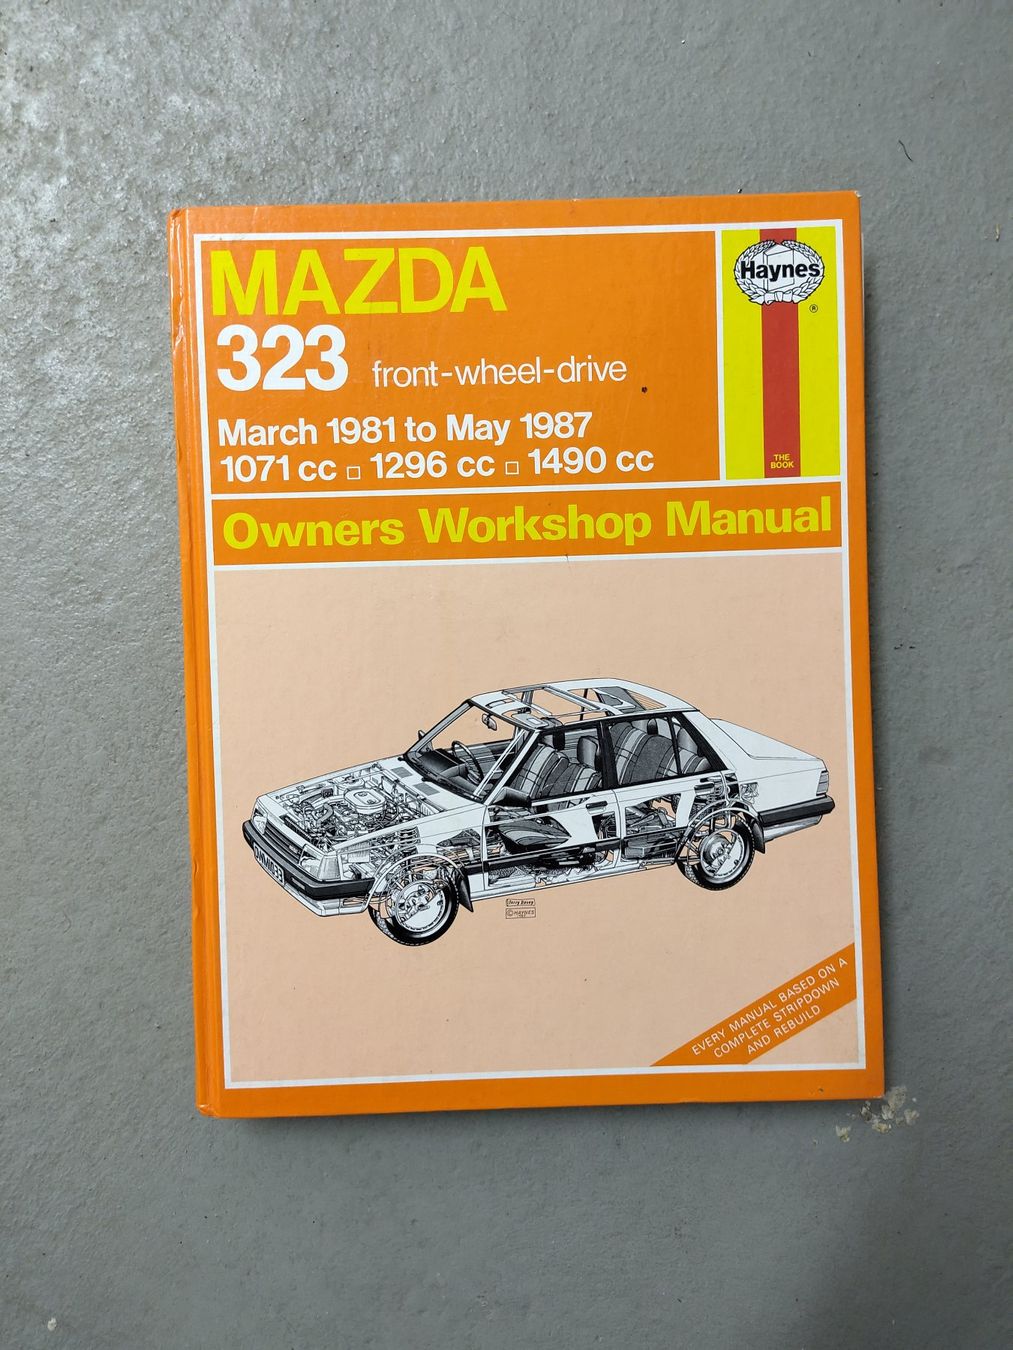 MAZDA
323 front-wheel-drive
March 1981 to May 1987
1071 cc □ 1296 cc □ 1490 cc
Haynes
®
THE
BOOK
Owners Workshop Manual
© HAYNES
EVERY MANUAL BASED ON A
COMPLETE STRIPDOWN
AND REBUILD